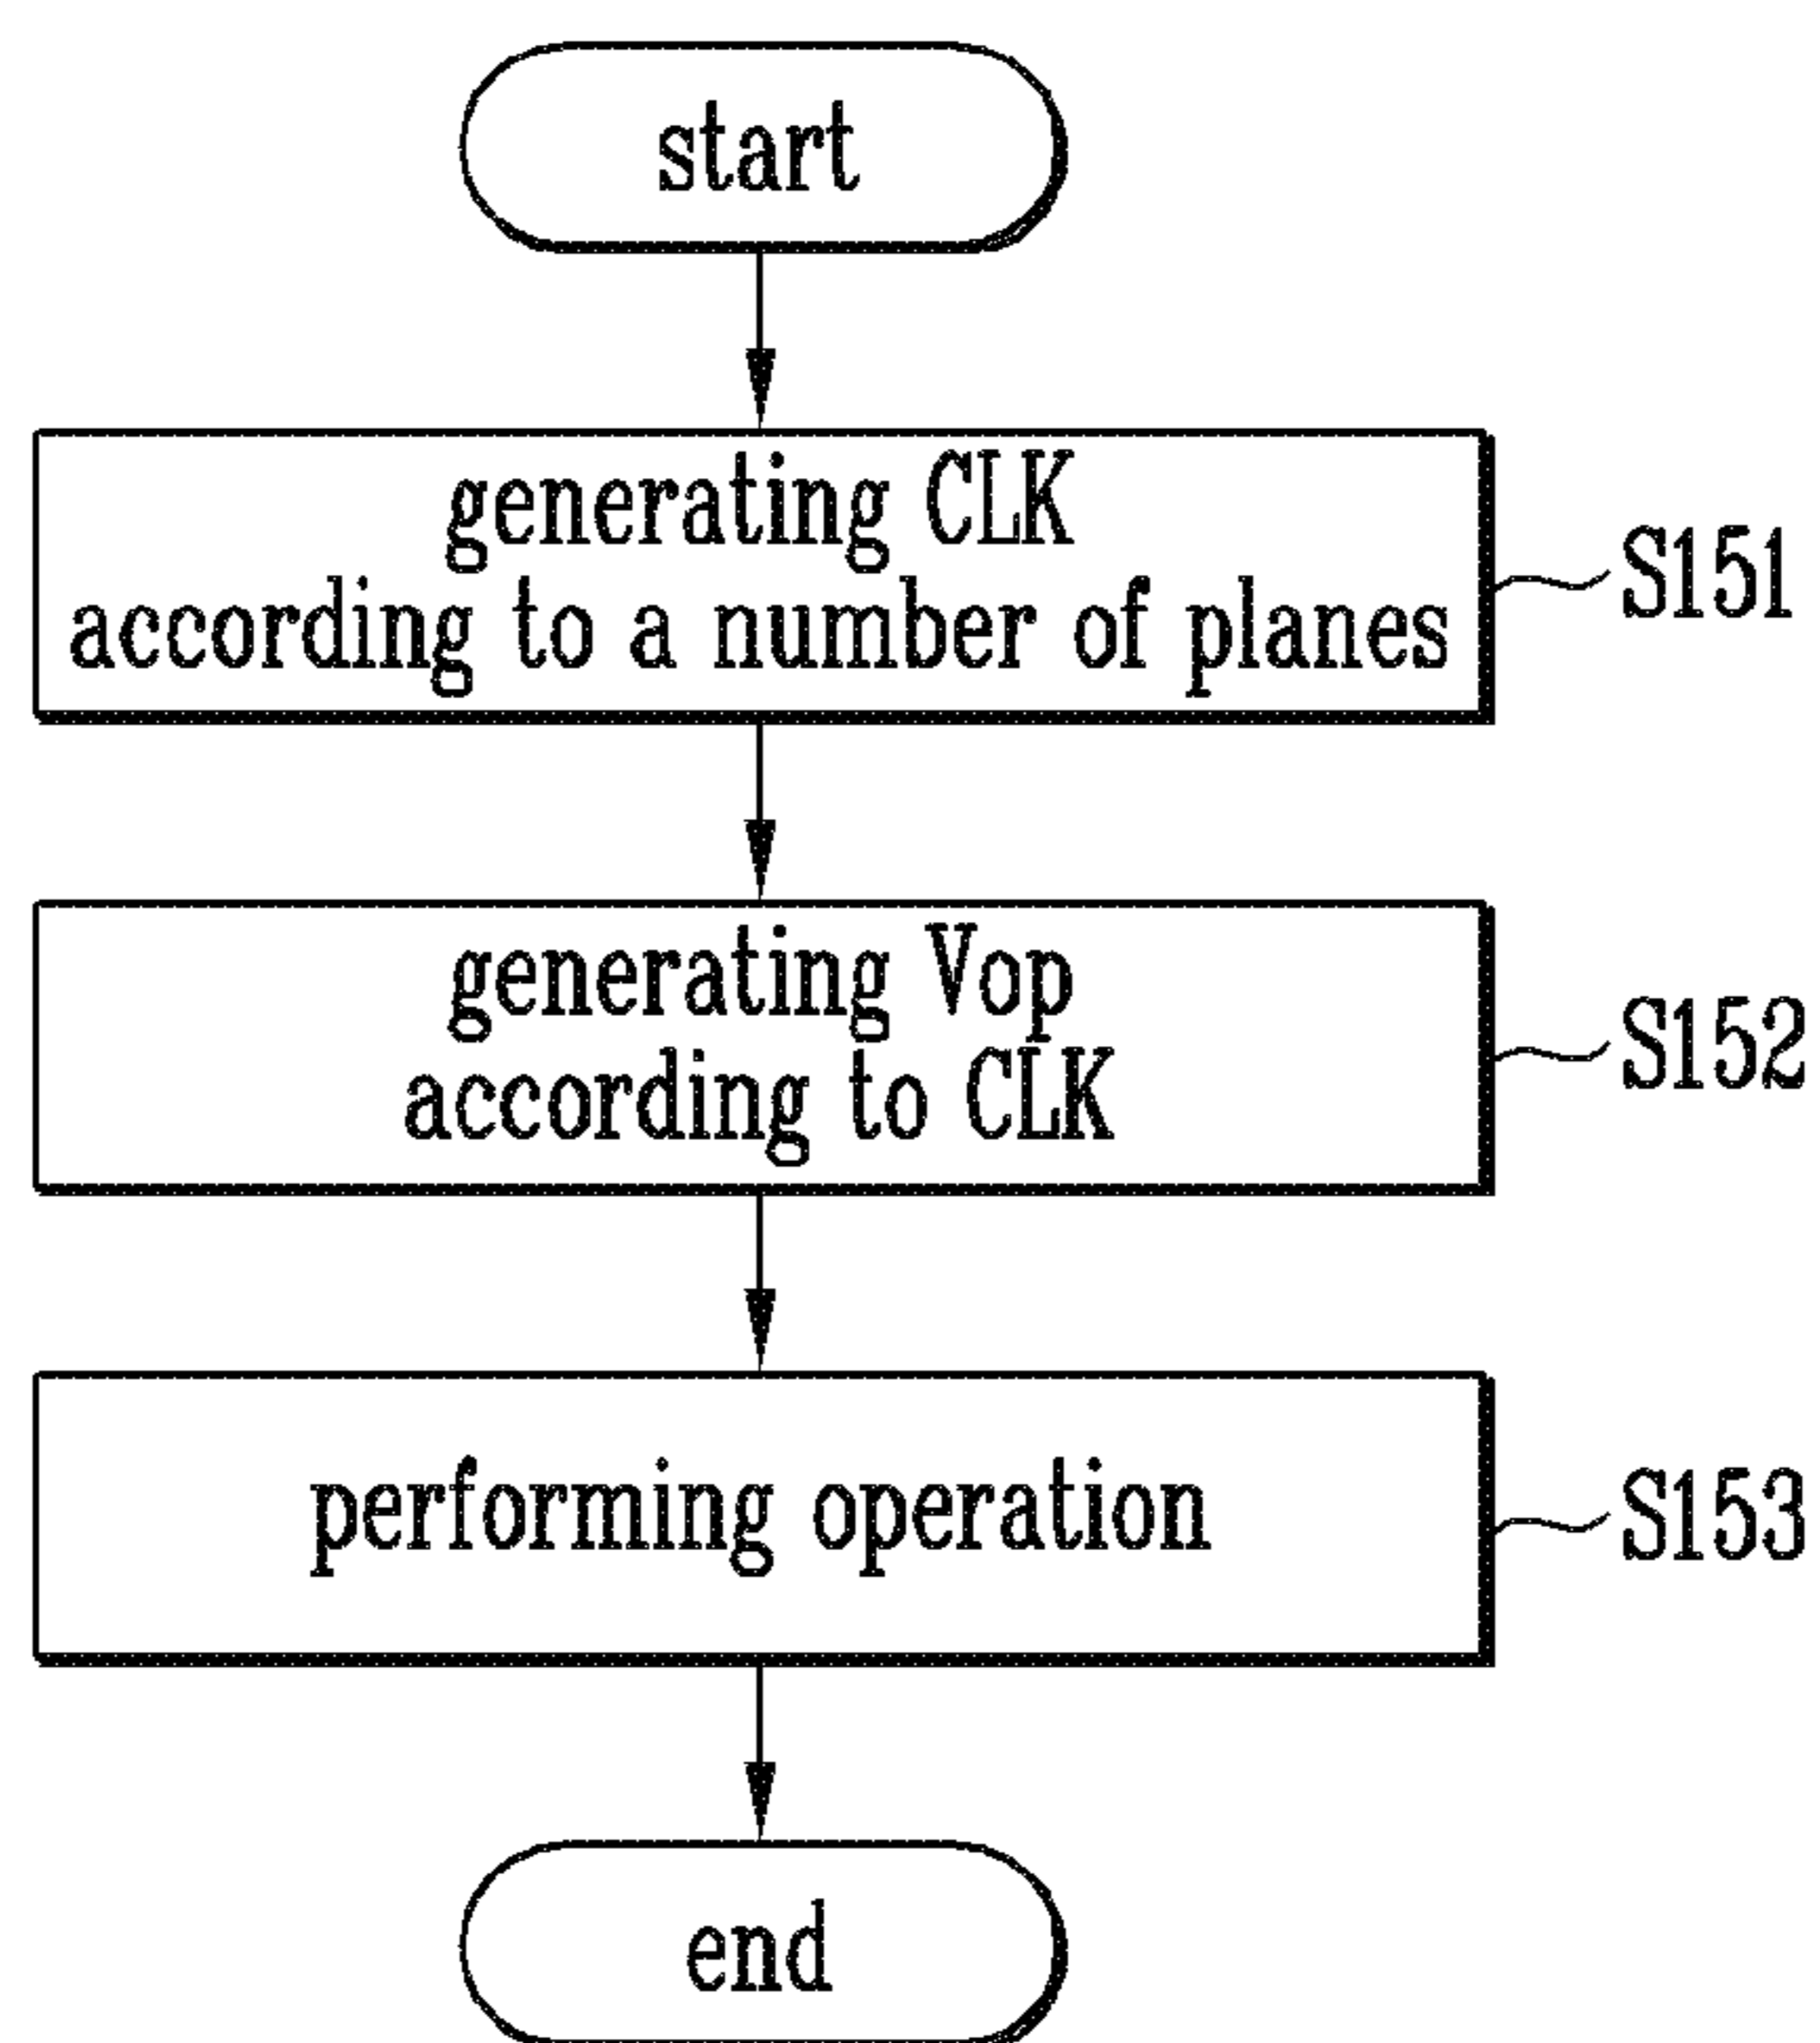 start
generating CLK
according to a number of planes
S151
generating Vop
according to CLK
S152
performing operation
S153
end